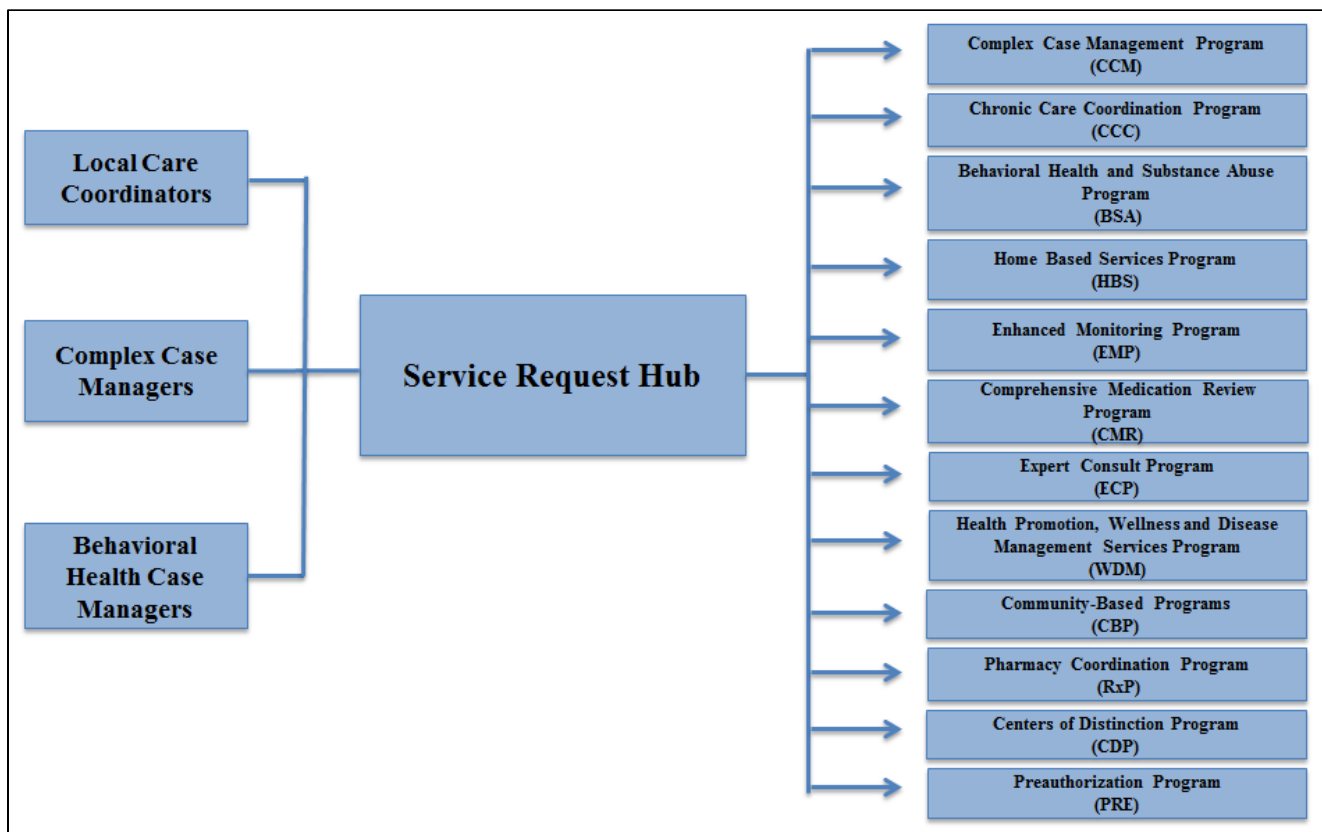 Local Care
Coordinators
Complex Case
Managers
Behavioral
Health Case
Managers
Service Request Hub
Complex Case Management Program
(CCM)
Chronic Care Coordination Program
(CCC)
Behavioral Health and Substance Abuse
Program
(BSA)
Home Based Services Program
(HBS)
Enhanced Monitoring Program
(EMP)
Comprehensive Medication Review
Program
(CMR)
Expert Consult Program
(ECP)
Health Promotion, Wellness and Disease
Management Services Program
(WDM)
Community-Based Programs
(CBP)
Pharmacy Coordination Program
(RxP)
Centers of Distinction Program
(CDP)
Preauthorization Program
(PRE)